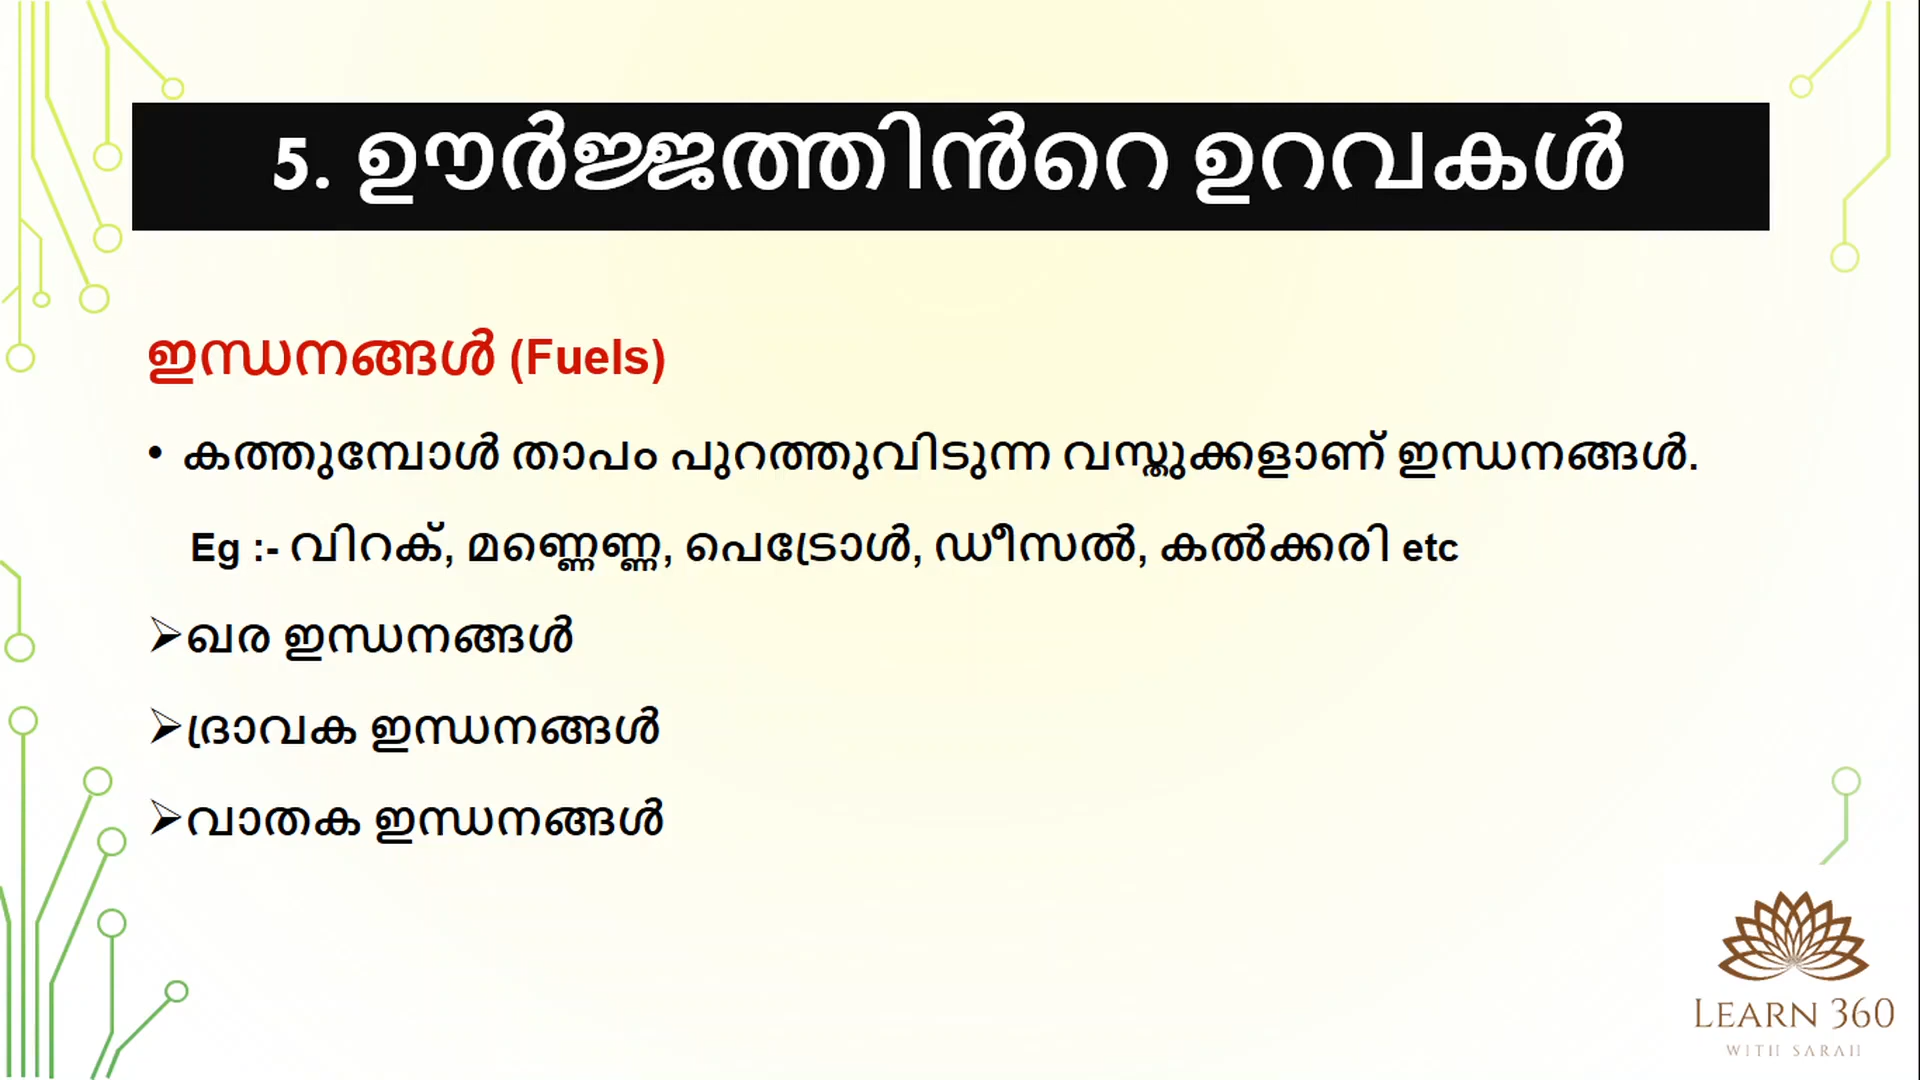 5. ഊർജ്ജത്തിൻറെ ഉറവകൾ
ഇന്ധനങ്ങൾ (Fuels)
• കത്തുമ്പോൾ താപം പുറത്തുവിടുന്ന വസ്തുക്കളാണ് ഇന്ധനങ്ങൾ.
Eg :- വിറക്, മണ്ണെണ്ണ, പെട്രോൾ, ഡീസൽ, കൽക്കരി etc
➢ഖര ഇന്ധനങ്ങൾ
➢ദ്രാവക ഇന്ധനങ്ങൾ
➢വാതക ഇന്ധനങ്ങൾ
LEARN 360
WITH SARAH